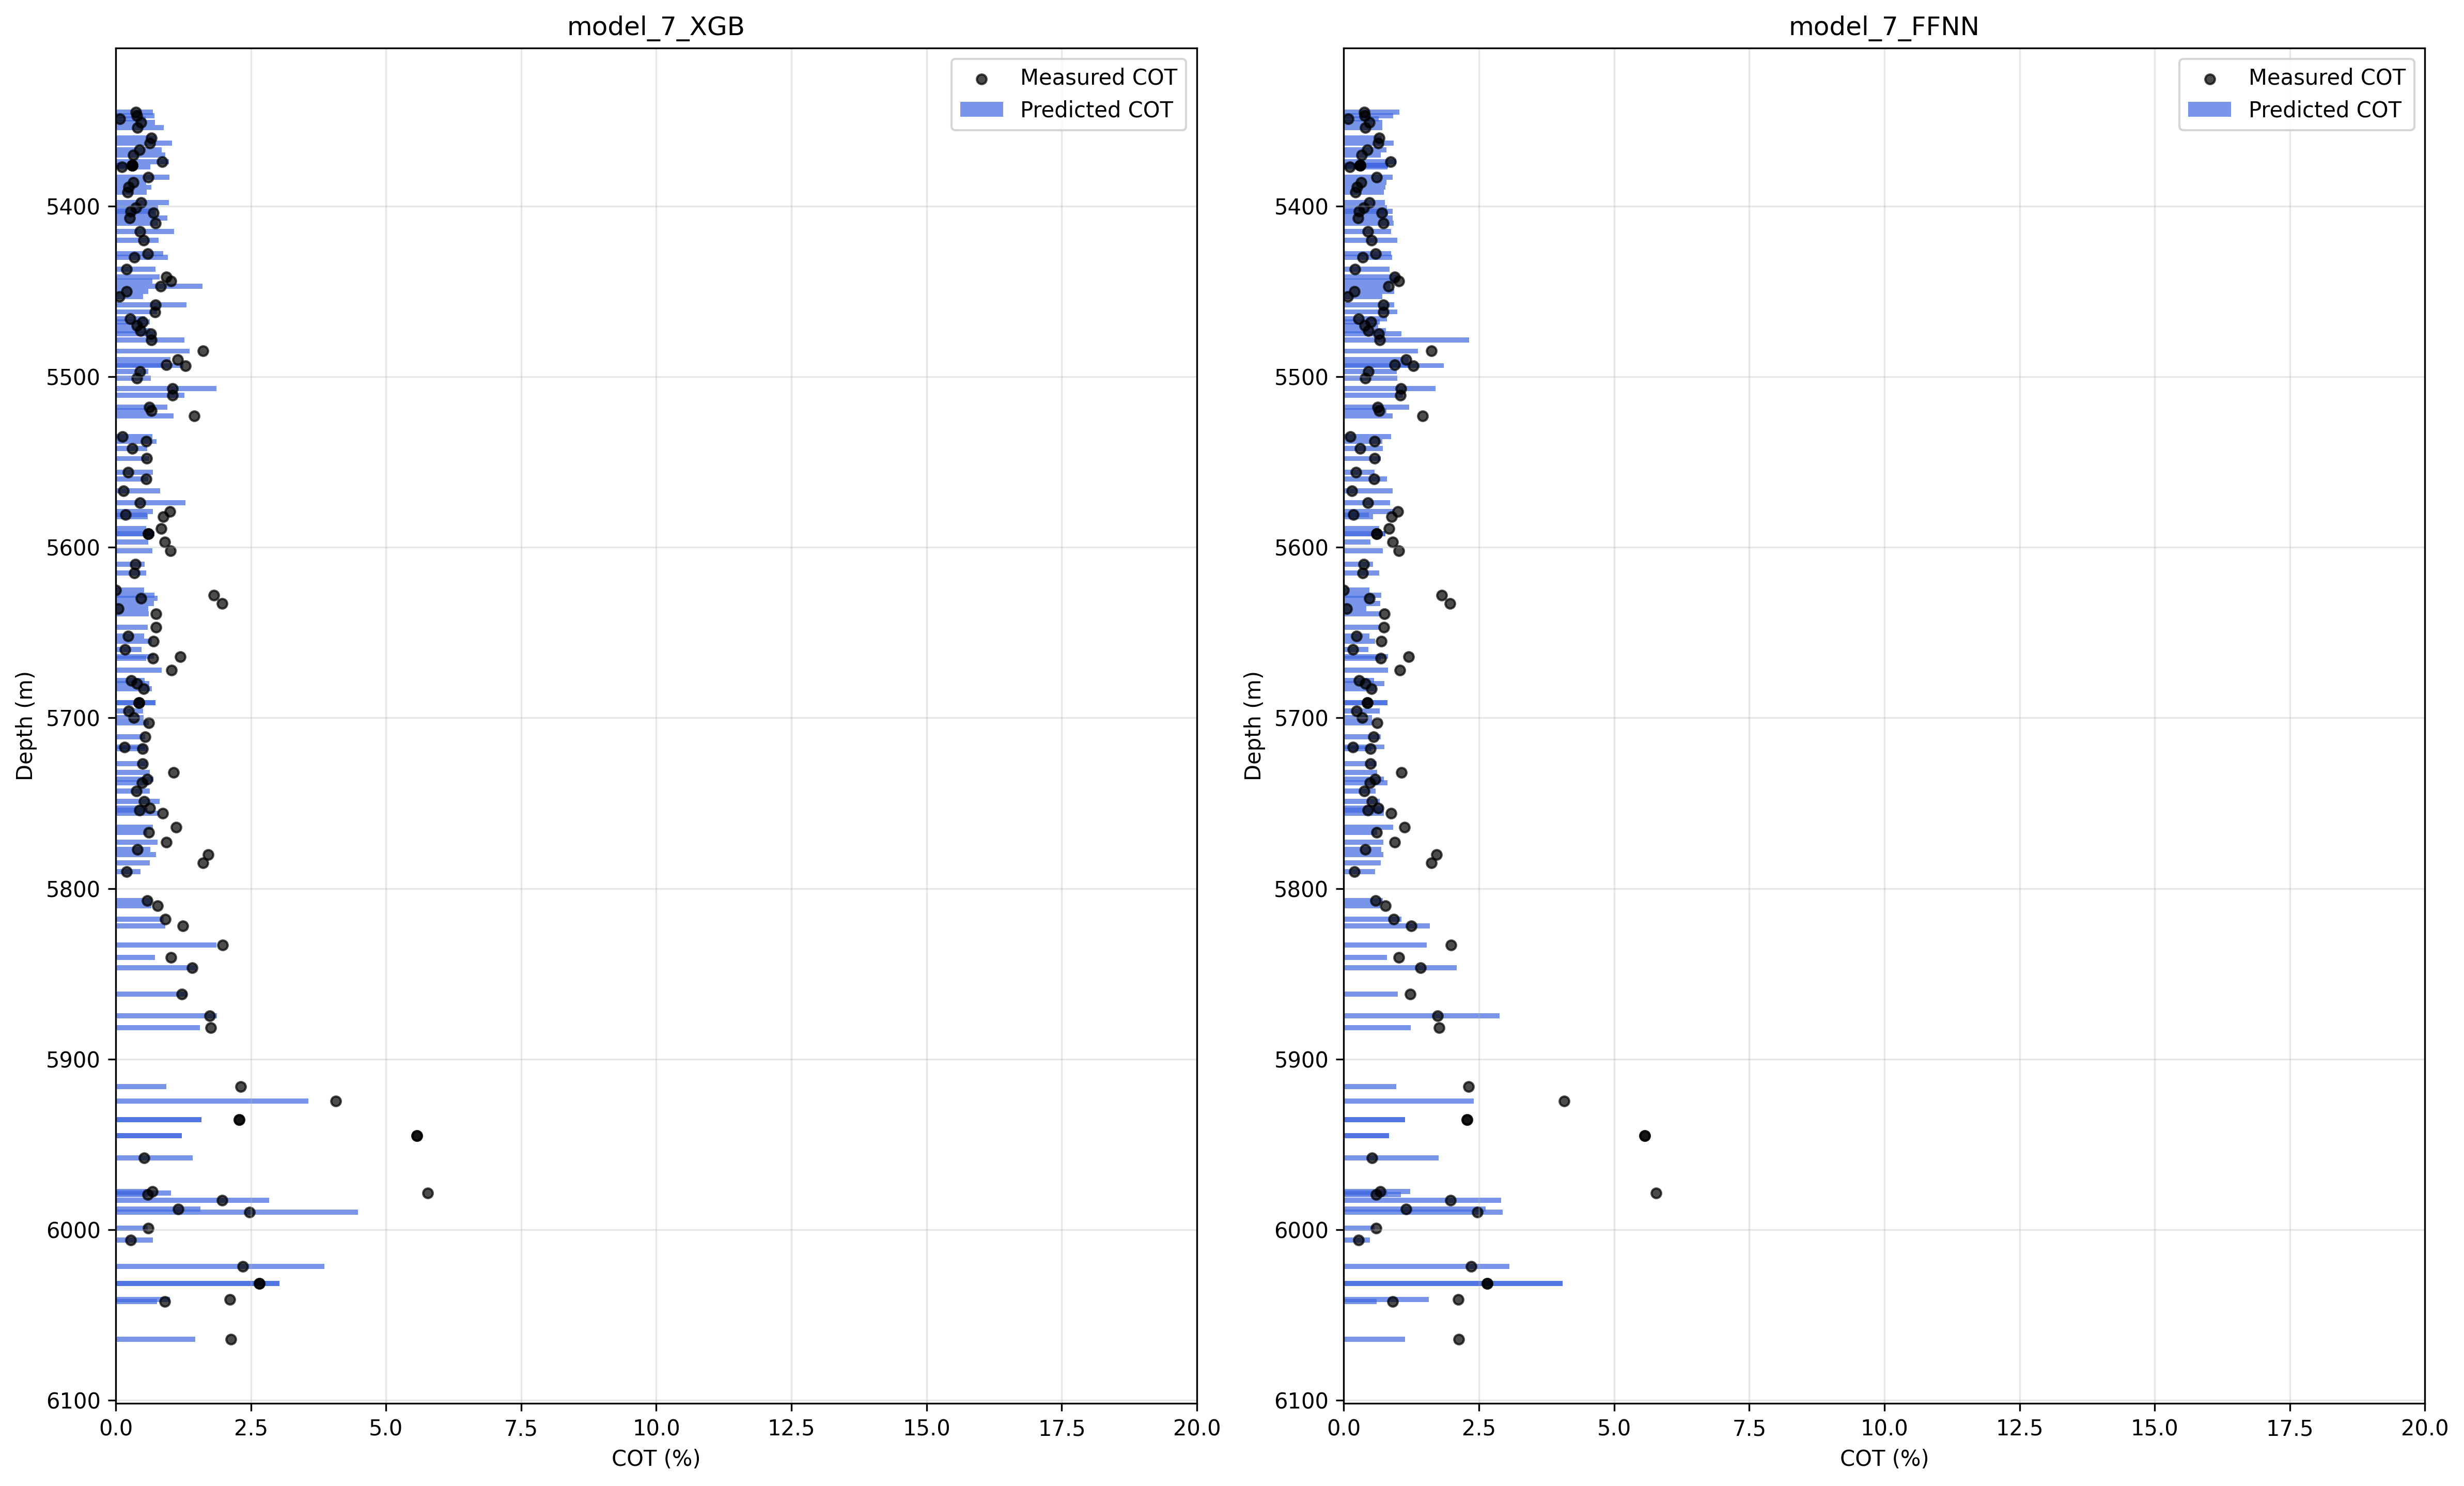 model_7_XGB
Measured COT
Predicted COT
5400
5500
5600
5700
5800
5900
6000
6100
Depth (m)
0.0 2.5 5.0 7.5 10.0 12.5 15.0 17.5 20.0
COT (%)
model_7_FFNN
Measured COT
Predicted COT
5400
5500
5600
5700
5800
5900
6000
6100
Depth (m)
0.0 2.5 5.0 7.5 10.0 12.5 15.0 17.5 20.0
COT (%)